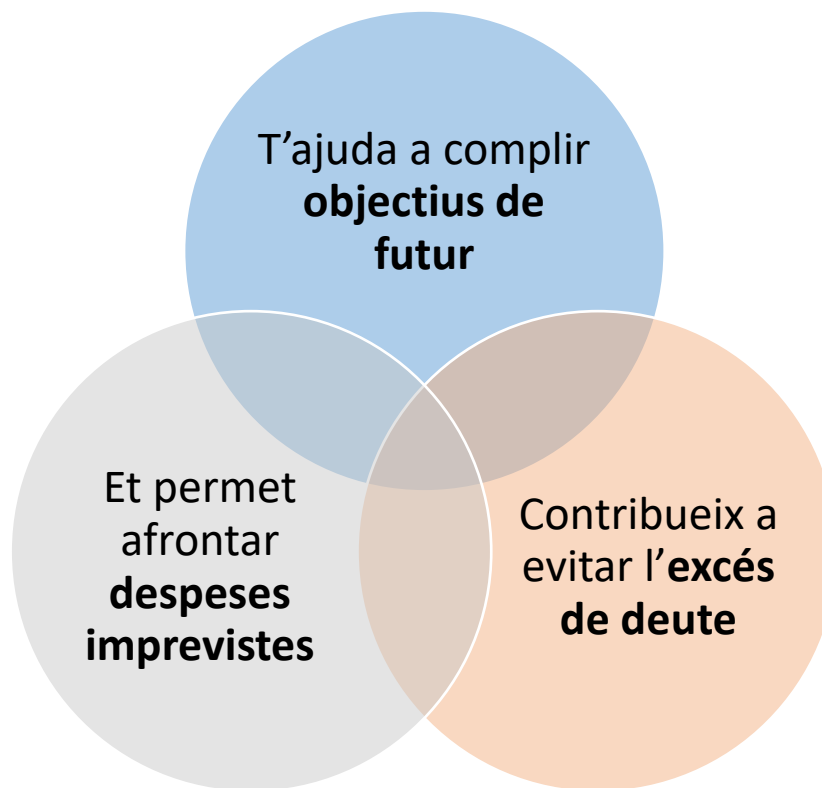 T’ajuda a complir
objectius de
futur
Et permet
afrontar
despeses
imprevistes
Contribueix a
evitar l’excés
de deute